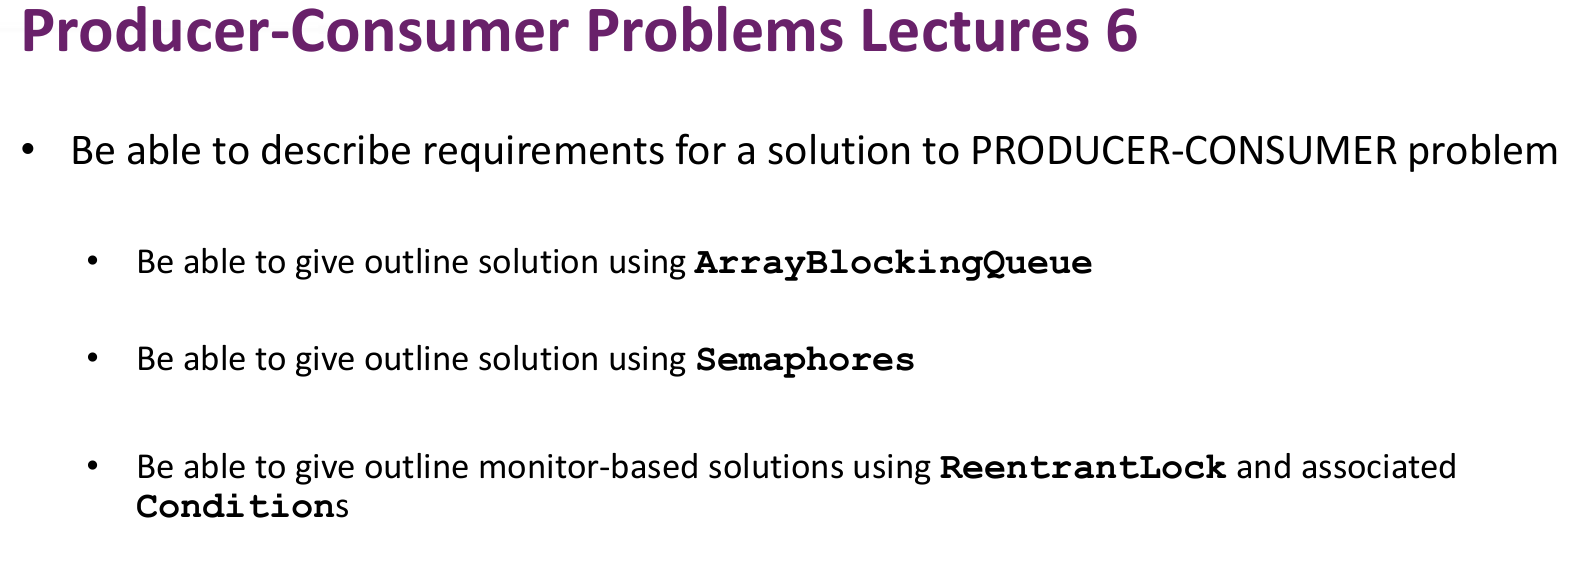 Producer-Consumer Problems Lectures 6
• Be able to describe requirements for a solution to PRODUCER-CONSUMER problem
• Be able to give outline solution using ArrayBlockingQueue
• Be able to give outline solution using Semaphores
• Be able to give outline monitor-based solutions using ReentrantLock and associated
Conditions